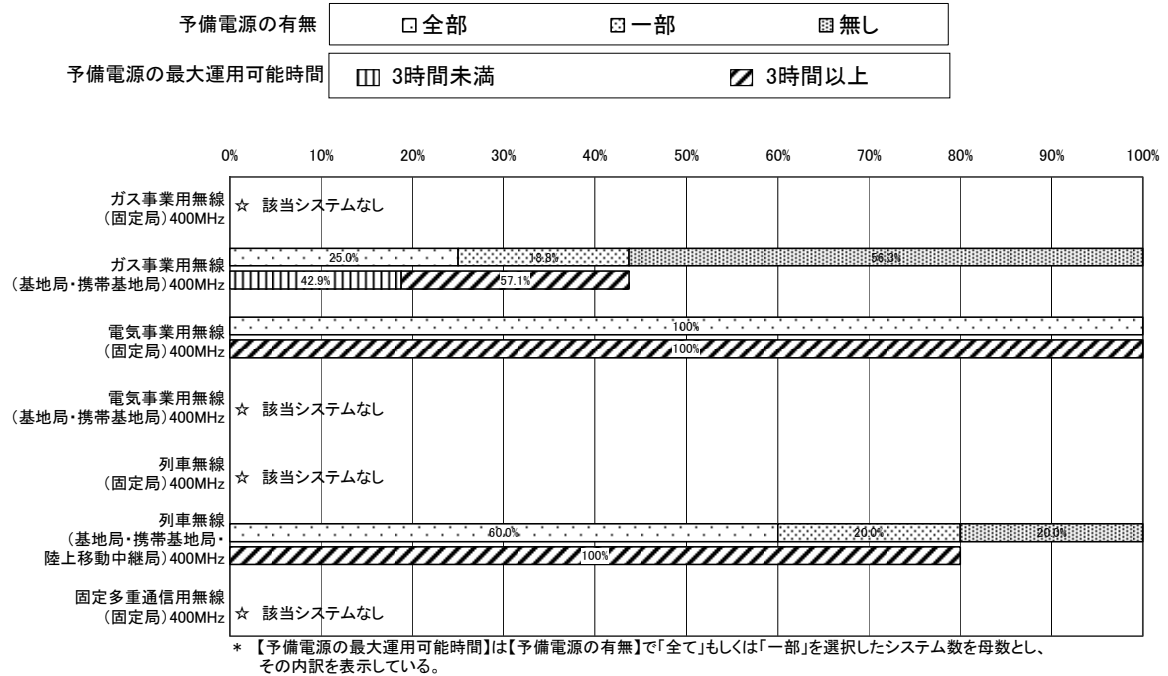 予備電源の有無 全部 一部 無し
予備電源の最大運用可能時間 3時間未満 3時間以上
0% 10% 20% 30% 40% 50% 60% 70% 80% 90% 100%
ガス事業用無線
(固定局)400MHz
☆ 該当システムなし
ガス事業用無線
(基地局・携帯基地局)400MHz
25.0% 18.8% 56.3%
42.9% 57.1%
電気事業用無線
(固定局)400MHz
100%
100%
電気事業用無線
(基地局・携帯基地局)400MHz
☆ 該当システムなし
列車無線
(固定局)400MHz
☆ 該当システムなし
列車無線
(基地局・携帯基地局・
陸上移動中継局)400MHz
60.0% 20.0% 20.0%
100%
固定多重通信用無線
(固定局)400MHz
☆ 該当システムなし
* 【予備電源の最大運用可能時間】は【予備電源の有無】で「全て」もしくは「一部」を選択したシステム数を母数とし、
その内訳を表示している。